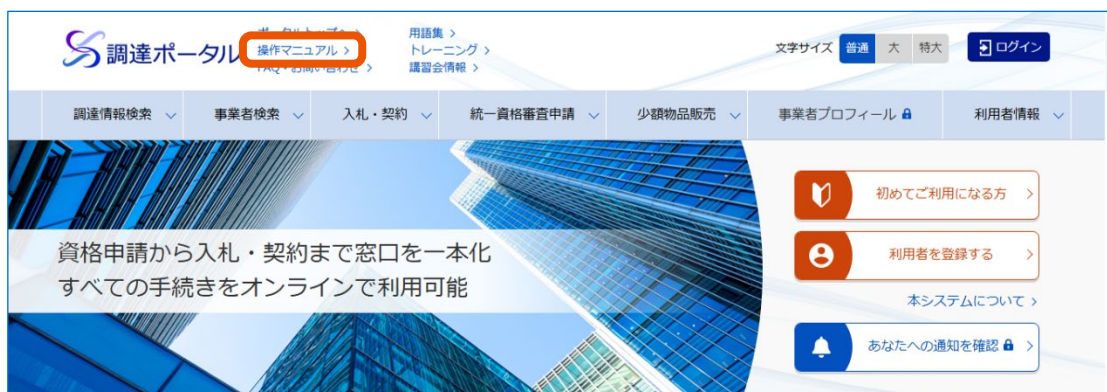 調達ポータル
操作マニュアル >
用語集 >
トレーニング >
講習会情報 >
文字サイズ 普通 大 特大
ログイン
調達情報検索
事業者検索
入札・契約
統一資格審査申請
少額物品販売
事業者プロフィール
利用者情報
資格申請から入札・契約まで窓口を一本化
すべての手続きをオンラインで利用可能
初めてご利用になる方 >
利用者を登録する >
本システムについて >
あなたへの通知を確認 >